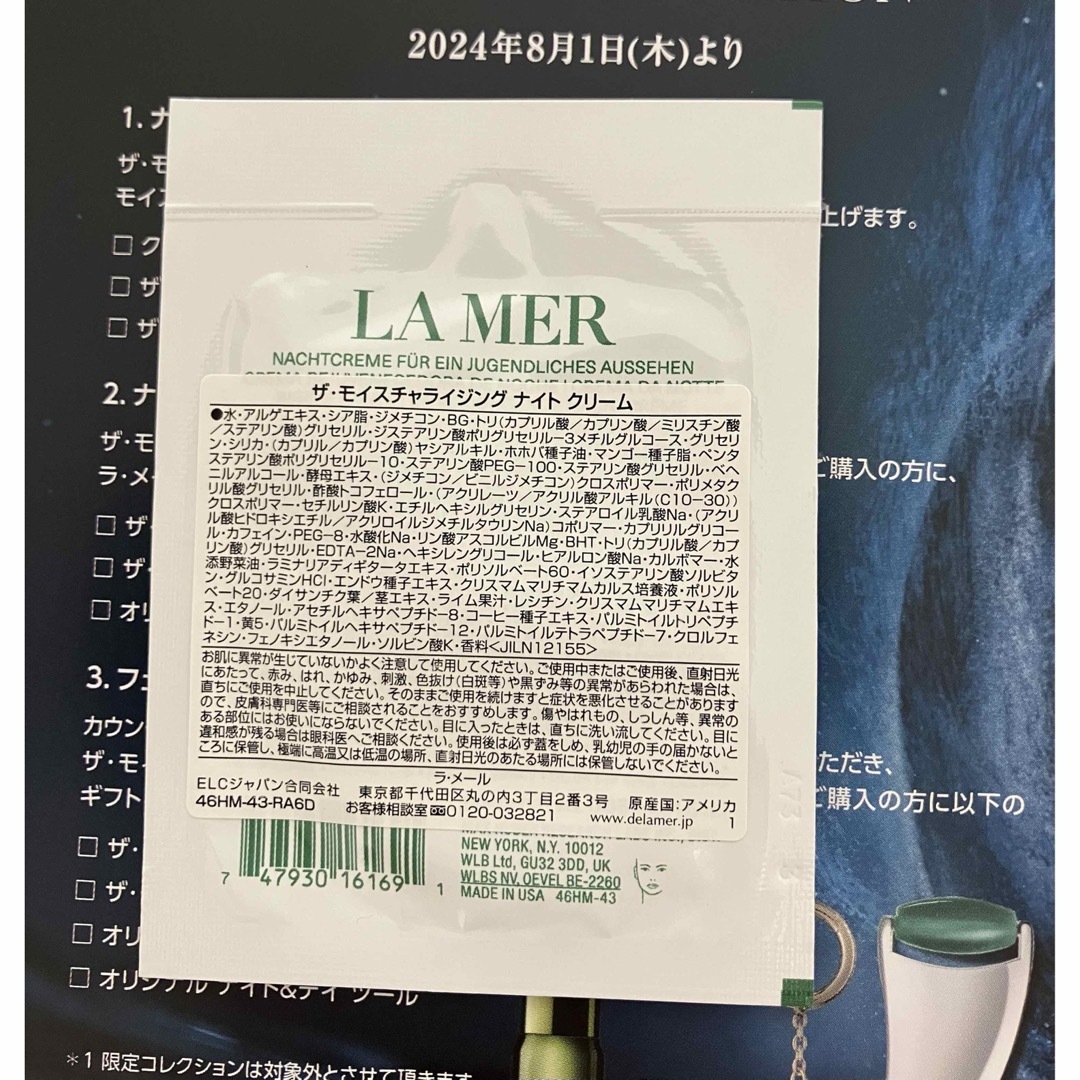 2024年8月1日(木)より
1. ナ
ザ・モ
モイス
上げます。
□ ク
□ ザ
□ ザ
LA MER
NACHTCREME FÜR EIN JUGENDLICHES AUSSEHEN
ザ・モイスチャライジング ナイト クリーム
●水・アルゲエキス・シア脂・ジメチコン・BG・トリ(カプリル酸/カプリン酸/ミリスチン酸
/ステアリン酸)グリセリル・ジステアリン酸ポリグリセリル-3メチルグルコース・グリセリ
ン・シリカ・(カプリル/カプリン酸)ヤシアルキル・ホホバ種子油・マンゴー種子脂・ペンタ
ステアリン酸ポリグリセリル-10・ステアリン酸PEG-100・ステアリン酸グリセリル・ベヘ
ニルアルコール・酵母エキス・(ジメチコン/ビニルジメチコン)クロスポリマー・ポリメタク
リル酸グリセリル・酢酸トコフェロール・(アクリレーツ/アクリル酸アルキル(C10-30))
クロスポリマー・セチルリン酸K・エチルヘキシルグリセリン・ステアロイル乳酸Na・(アクリ
ル酸ヒドロキシエチル/アクリロイルジメチルタウリンNa)コポリマー・カプリリルグリコー
ル・カフェイン・PEG-8・水酸化Na・リン酸アスコルビルMg・BHT・トリ(カプリル酸/カプ
リン酸)グリセリル・EDTA-2Na・ヘキシレングリコール・ヒアルロン酸Na・カルボマー・水
添野菜油・ラミナリアディギタータエキス・ポリソルベート60・イソステアリン酸ソルビタ
ン・グルコサミンHCl・エンドウ種子エキス・クリスマムマリチマムカルス培養液・ポリソル
ベート20・ダイサンチク葉/茎エキス・ライム果汁・レシチン・クリスマムマリチマムエキ
ス・エタノール・アセチルヘキサペプチド-8・コーヒー種子エキス・パルミトイルトリペプチ
ド-1・黄5・パルミトイルヘキサペプチド-12・パルミトイルテトラペプチド-7・クロルフェ
ネシン・フェノキシエタノール・ソルビン酸K・香料<JILN12155>
お肌に異常が生じていないかよく注意して使用してください。ご使用中またはご使用後、直射日光
にあたって、赤み、はれ、かゆみ、刺激、色抜け(白斑等)や黒ずみ等の異常があらわれた場合は、
直ちにご使用を中止してください。そのままご使用を続けますと症状を悪化させることがあります
ので、皮膚科専門医等にご相談されることをおすすめします。傷やはれもの、しっしん等、異常の
ある部位にはお使いにならないでください。目に入ったときは、直ちに洗い流してください。目に
違和感が残る場合は眼科医へご相談ください。使用後は必ず蓋をしめ、乳幼児の手の届かないと
ころに保管し、極端に高温又は低温の場所、直射日光のあたる場所には保管しないでください。
ラ・メール
ELCジャパン合同会社 東京都千代田区丸の内3丁目2番3号 原産国:アメリカ
46HM-43-RA6D お客様相談室0120-032821 www.delamer.jp 1
7 47930 16169 1
NEW YORK, N.Y. 10012
WLB Ltd, GU32 3DD, UK
WLBS NV, OEVEL BE-2260
MADE IN USA 46HM-43
2. ナ
ザ・モ
ラ・メー
ご購入の方に、
□ ザ・
□ ザ・
□ オリ
3. フェ
カウン
ザ・モ
ただき、
ギフト
ご購入の方に以下の
□ ザ・
□ ザ・
□ オリ
□ オリジナル ナイト&デイ ツール
*1 限定コレクションは対象外とさせて頂きます